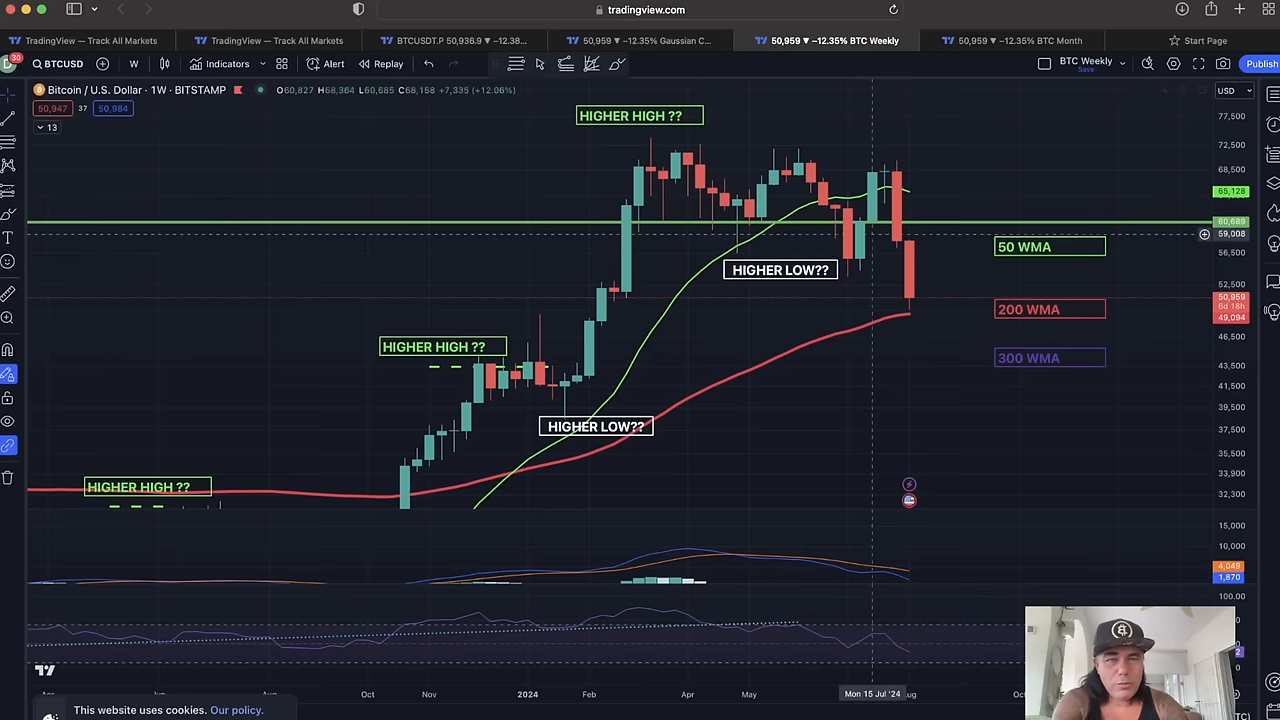 tradingview.com
TradingView — Track All Markets
TradingView — Track All Markets
BTCUSDT.P 50,936.9 ▼ −12.38...
50,959 ▼ −12.35% Gaussian C...
50,959 ▼ −12.35% BTC Weekly
50,959 ▼ −12.35% BTC Month
Start Page
D
30
BTCUSD
W
Indicators
Alert
Replay
BTC Weekly
Save
Publish
Bitcoin / U.S. Dollar · 1W · BITSTAMP
O60,827 H68,364 L60,685 C68,158 +7,335 (+12.06%)
USD
50,947
37
50,984
13
HIGHER HIGH ??
77,500
72,500
68,500
65,128
60,689
59,008
50 WMA
56,500
HIGHER LOW??
52,500
50,959
6d 18h
49,094
200 WMA
46,500
HIGHER HIGH ??
300 WMA
43,500
41,500
39,500
HIGHER LOW??
37,500
35,500
33,900
HIGHER HIGH ??
32,300
15,000
10,000
4,049
1,870
100.00
Oct
Nov
2024
Feb
Apr
May
Mon 15 Jul '24
This website uses cookies. Our policy.